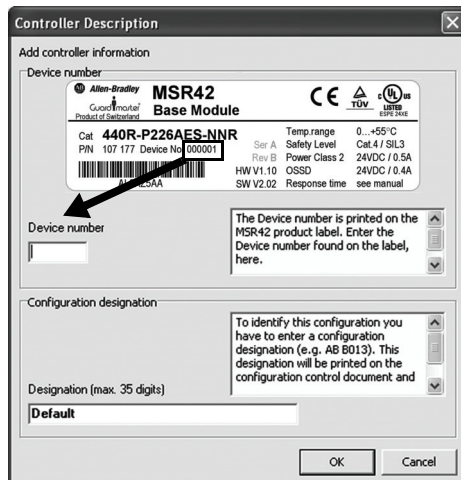 Controller Description
Add controller information
Device number
Allen-Bradley
Guardmaster
Product of Switzerland
MSR42
Base Module
CE TÜV c UL us
ESPE 24XE
Cat 440R-P226AES-NNR
P/N 107 177 Device No 000001
Ser A
Rev B
HW V1.10
SW V2.02
Temp.range 0...+55°C
Safety Level Cat.4 / SIL3
Power Class 2 24VDC / 0.5A
OSSD 24VDC / 0.4A
Response time see manual
Device number
The Device number is printed on the
MSR42 product label. Enter the
Device number found on the label,
here.
Configuration designation
To identify this configuration you
have to enter a configuration
designation (e.g. AB B013). This
designation will be printed on the
configuration control document and
Designation (max. 35 digits)
Default
OK
Cancel